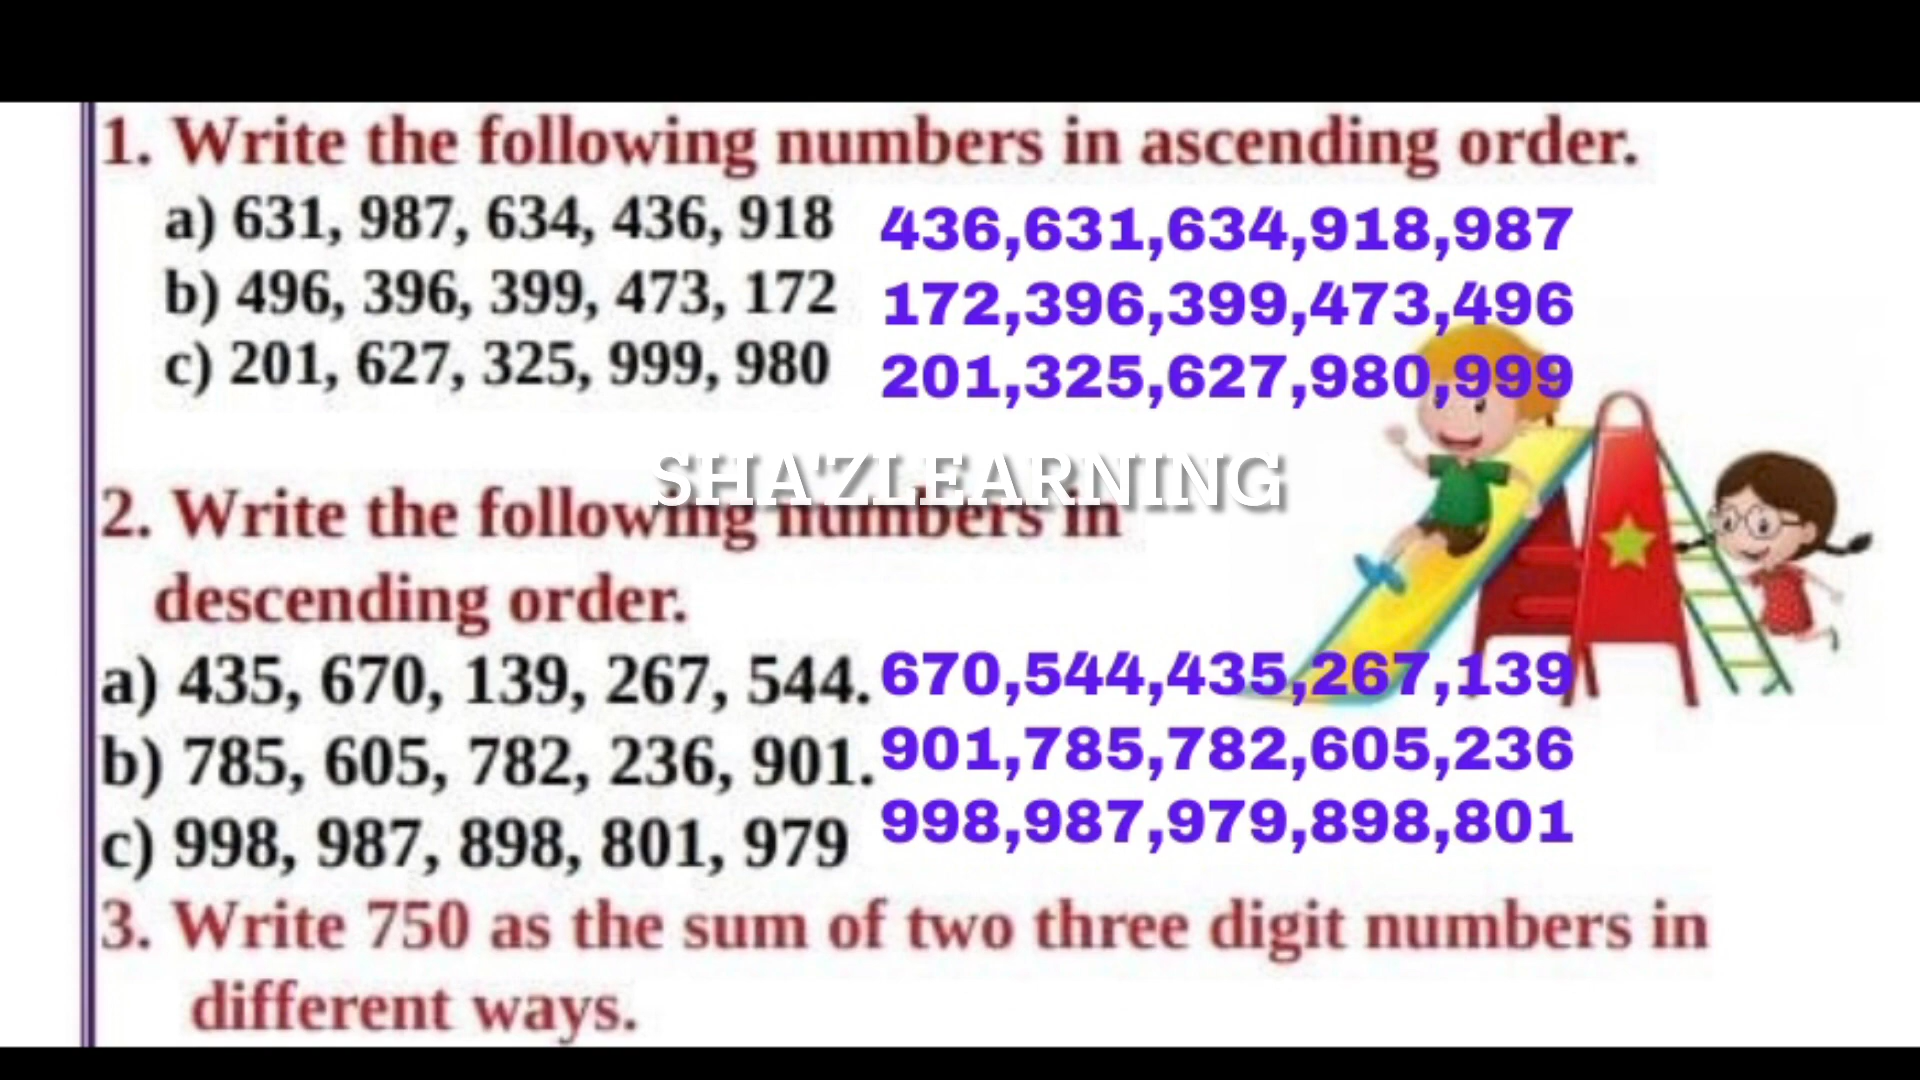 1. Write the following numbers in ascending order.
a) 631, 987, 634, 436, 918 436,631,634,918,987
b) 496, 396, 399, 473, 172 172,396,399,473,496
c) 201, 627, 325, 999, 980 201,325,627,980,999
SHA'ZLEARNING
2. Write the following numbers in
descending order.
a) 435, 670, 139, 267, 544. 670,544,435,267,139
b) 785, 605, 782, 236, 901. 901,785,782,605,236
c) 998, 987, 898, 801, 979 998,987,979,898,801
3. Write 750 as the sum of two three digit numbers in
different ways.